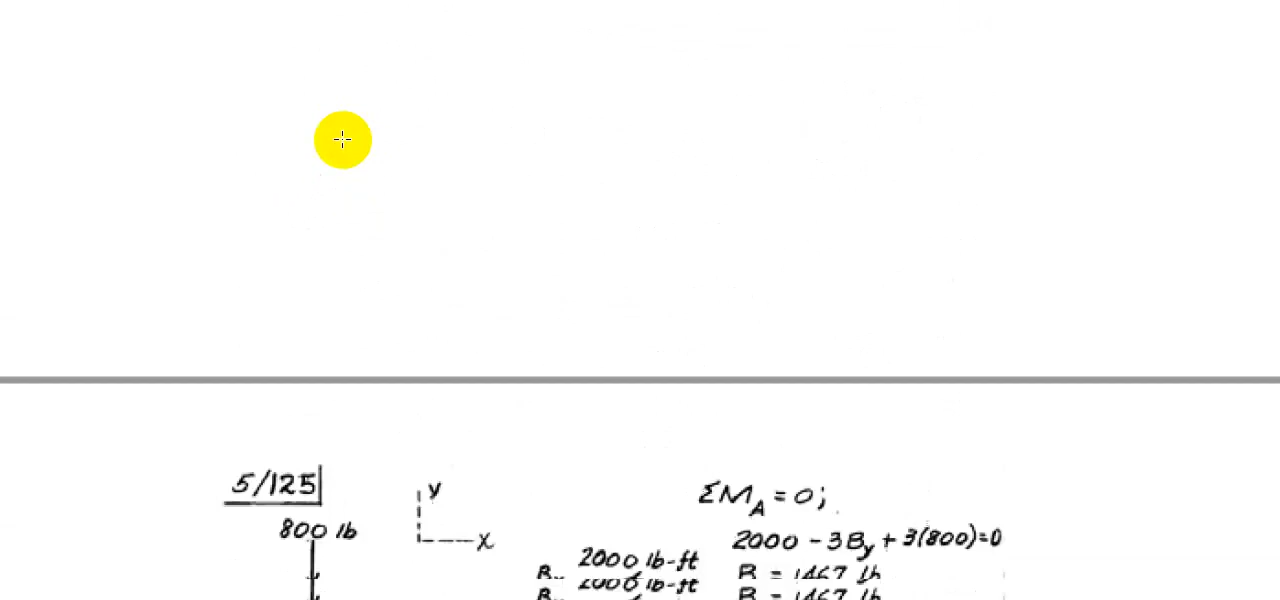 5/125
y
800 lb
x
2000 lb-ft
ΣM_A = 0;
2000 - 3B_y + 3(800)=0